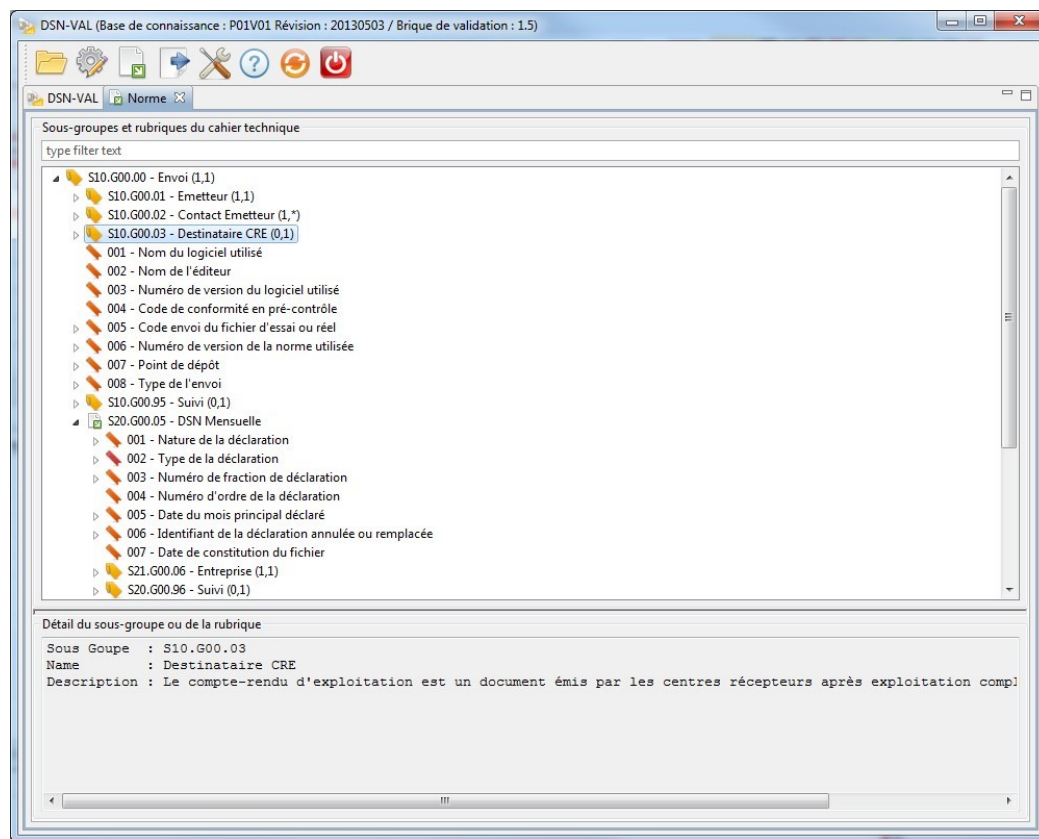 DSN-VAL (Base de connaissance : P01V01 Révision : 20130503 / Brique de validation : 1.5)
DSN-VAL Norme
Sous-groupes et rubriques du cahier technique
type filter text
S10.G00.00 - Envoi (1,1)
S10.G00.01 - Emetteur (1,1)
S10.G00.02 - Contact Emetteur (1,*)
S10.G00.03 - Destinataire CRE (0,1)
001 - Nom du logiciel utilisé
002 - Nom de l'éditeur
003 - Numéro de version du logiciel utilisé
004 - Code de conformité en pré-contrôle
005 - Code envoi du fichier d'essai ou réel
006 - Numéro de version de la norme utilisée
007 - Point de dépôt
008 - Type de l'envoi
S10.G00.95 - Suivi (0,1)
S20.G00.05 - DSN Mensuelle
001 - Nature de la déclaration
002 - Type de la déclaration
003 - Numéro de fraction de déclaration
004 - Numéro d'ordre de la déclaration
005 - Date du mois principal déclaré
006 - Identifiant de la déclaration annulée ou remplacée
007 - Date de constitution du fichier
S21.G00.06 - Entreprise (1,1)
S20.G00.96 - Suivi (0,1)
Détail du sous-groupe ou de la rubrique
Sous Goupe : S10.G00.03
Name : Destinataire CRE
Description : Le compte-rendu d'exploitation est un document émis par les centres récepteurs après exploitation compl